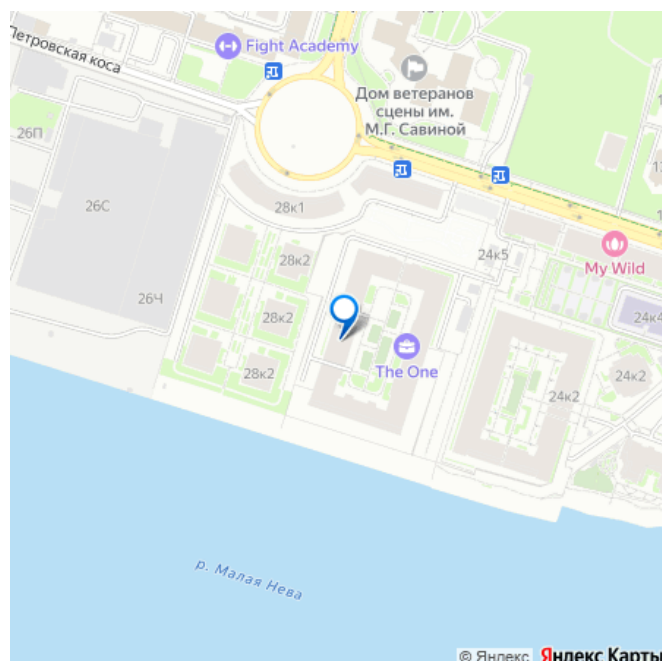 Петровская коса
Fight Academy
Дом ветеранов
сцены им.
М.Г. Савиной
26П
26С
28к1
28к2
24к5
My Wild
26Ч
28к2
24к4
The One
28к2
24к2
24к2
р. Малая Нева
© Яндекс Яндекс Карты